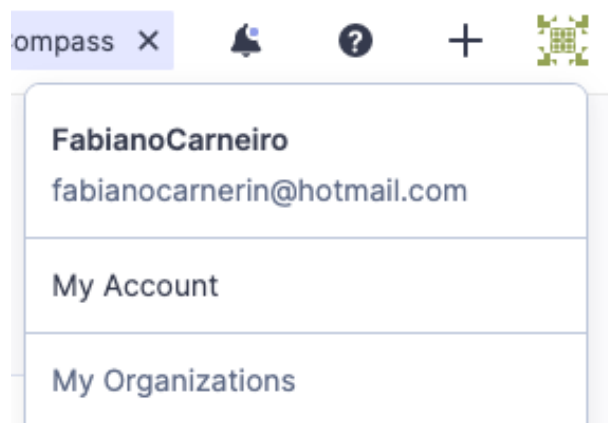 ompass ×
FabianoCarneiro
fabianocarnerin@hotmail.com
My Account
My Organizations